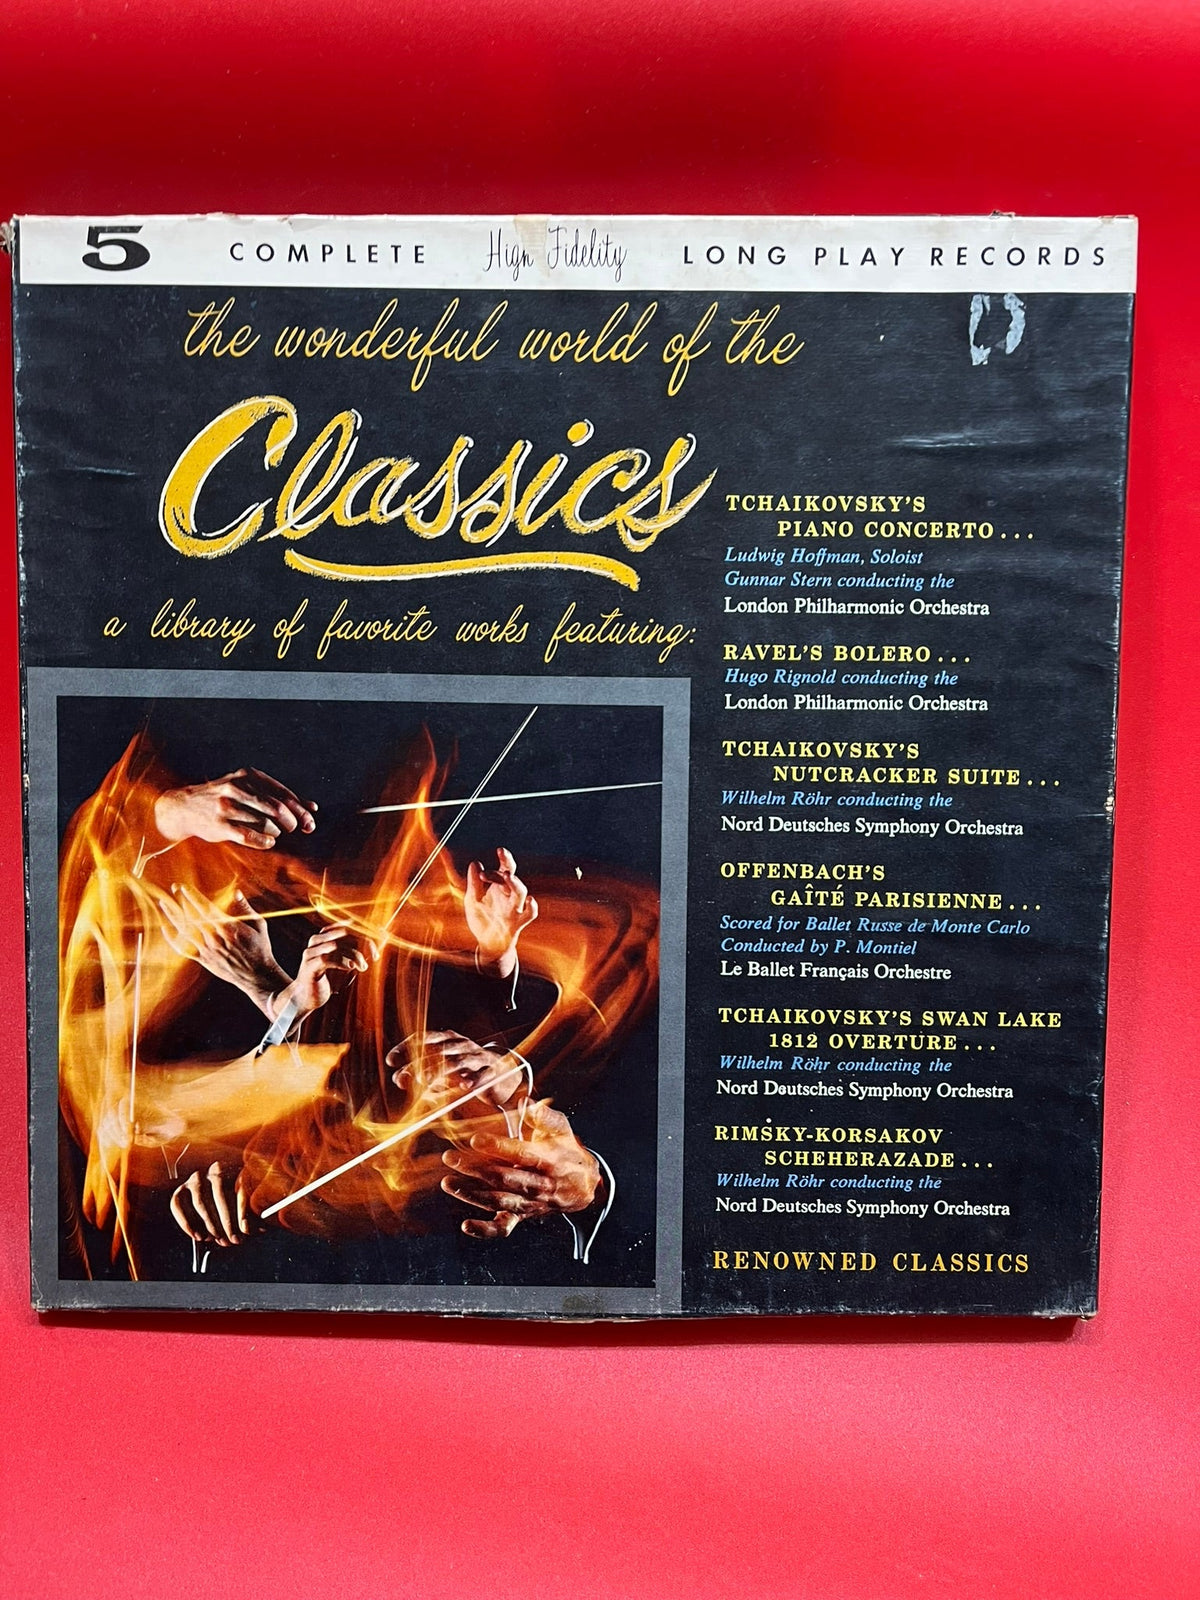 5 COMPLETE High Fidelity LONG PLAY RECORDS
the wonderful world of the
Classics
a library of favorite works featuring:
TCHAIKOVSKY'S
PIANO CONCERTO...
Ludwig Hoffman, Soloist
Gunnar Stern conducting the
London Philharmonic Orchestra
RAVEL'S BOLERO...
Hugo Rignold conducting the
London Philharmonic Orchestra
TCHAIKOVSKY'S
NUTCRACKER SUITE...
Wilhelm Röhr conducting the
Nord Deutsches Symphony Orchestra
OFFENBACH'S
GAÎTÉ PARISIENNE...
Scored for Ballet Russe de Monte Carlo
Conducted by P. Montiel
Le Ballet Français Orchestre
TCHAIKOVSKY'S SWAN LAKE
1812 OVERTURE...
Wilhelm Röhr conducting the
Nord Deutsches Symphony Orchestra
RIMSKY-KORSAKOV
SCHEHERAZADE...
Wilhelm Röhr conducting the
Nord Deutsches Symphony Orchestra
RENOWNED CLASSICS